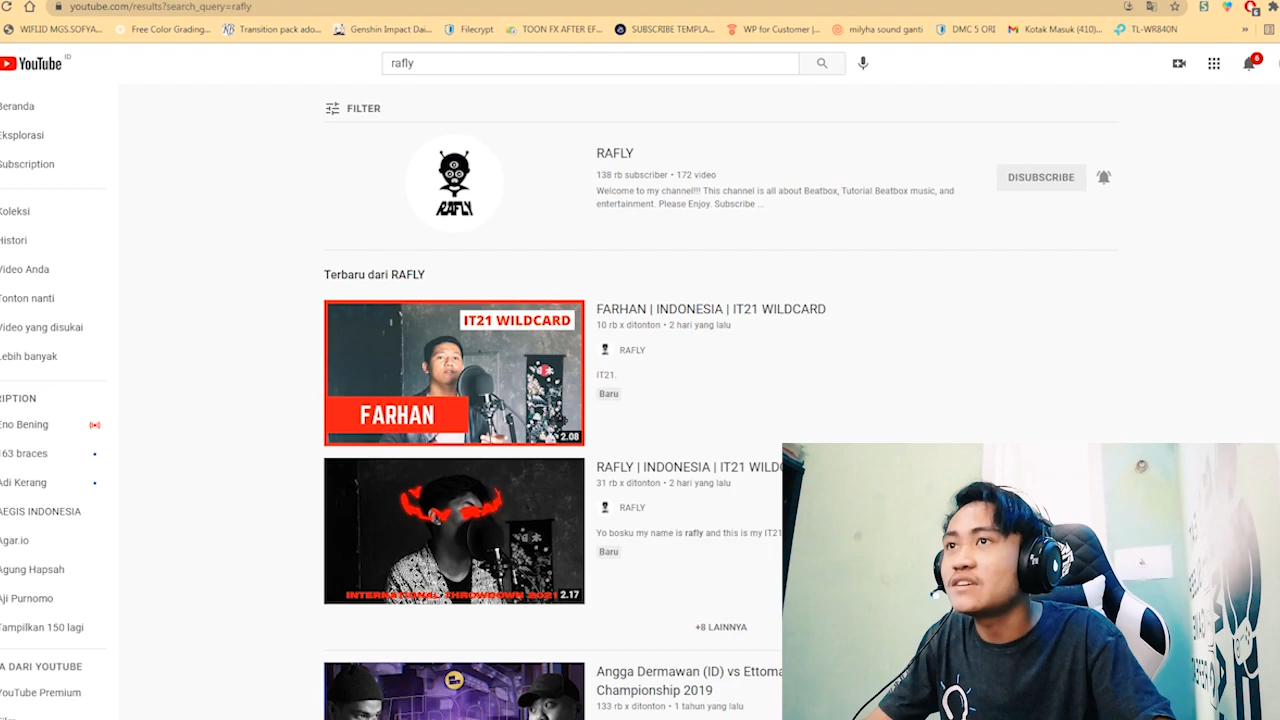 youtube.com/results?search_query=rafly
WIFI.ID MGS.SOFYA...
Free Color Grading...
Transition pack ado...
Genshin Impact Dai...
Filecrypt
TOON FX AFTER EF...
SUBSCRIBE TEMPLA...
WP for Customer |...
milyha sound ganti
DMC 5 ORI
Kotak Masuk (410)...
TL-WR840N
»
YouTube ID
rafly
6
Beranda
Eksplorasi
Subscription
Koleksi
Histori
Video Anda
Tonton nanti
Video yang disukai
Lebih banyak
RIPTION
Eno Bening
163 braces
Adi Kerang
AEGIS INDONESIA
Agar.io
Agung Hapsah
Aji Purnomo
Tampilkan 150 lagi
A DARI YOUTUBE
YouTube Premium
FILTER
RAFLY
RAFLY
138 rb subscriber • 172 video
Welcome to my channel!!! This channel is all about Beatbox, Tutorial Beatbox music, and
entertainment. Please Enjoy. Subscribe ...
DISUBSCRIBE
Terbaru dari RAFLY
IT21 WILDCARD
FARHAN
2.08
FARHAN | INDONESIA | IT21 WILDCARD
10 rb x ditonton • 2 hari yang lalu
RAFLY
IT21.
Baru
INTERNATIONAL THROWDOWN 2021
2.17
RAFLY | INDONESIA | IT21 WILD
31 rb x ditonton • 2 hari yang lalu
RAFLY
Yo bosku my name is rafly and this is my IT21
Baru
+8 LAINNYA
Angga Dermawan (ID) vs Ettoma
Championship 2019
133 rb x ditonton • 1 tahun yang lalu